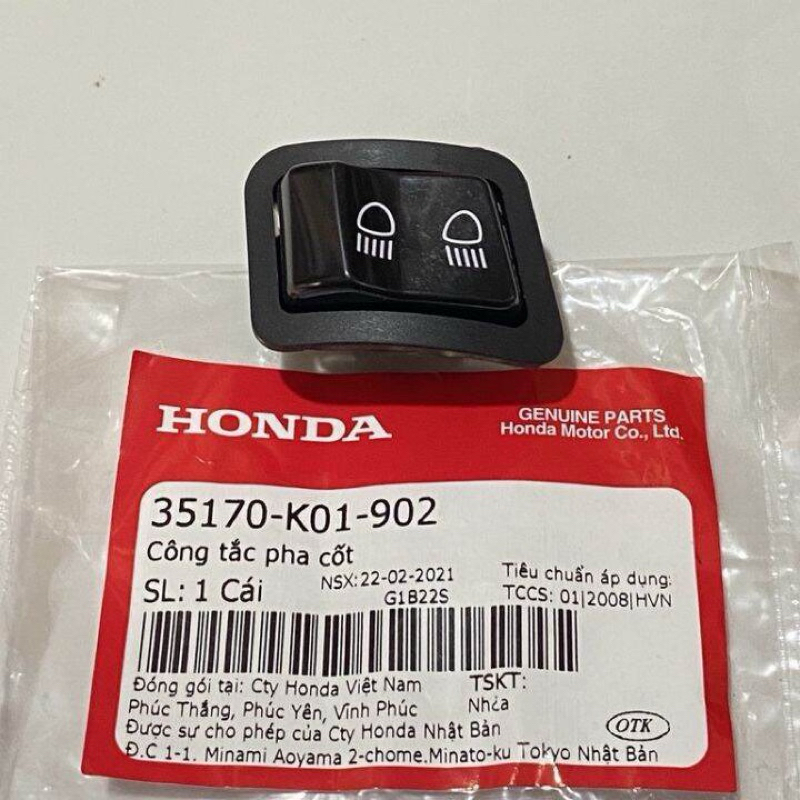 HONDA
GENUINE PARTS
Honda Motor Co., Ltd.
35170-K01-902
Công tắc pha cốt
SL: 1 Cái
NSX: 22-02-2021
G1B22S
Tiêu chuẩn áp dụng:
TCCS: 01|2008|HVN
Đóng gói tại: Cty Honda Việt Nam
Phúc Thắng, Phúc Yên, Vĩnh Phúc
TSKT:
Nhựa
Được sự cho phép của Cty Honda Nhật Bản
Đ.C 1-1. Minami Aoyama 2-chome.Minato-ku Tokyo Nhật Bản
OTK